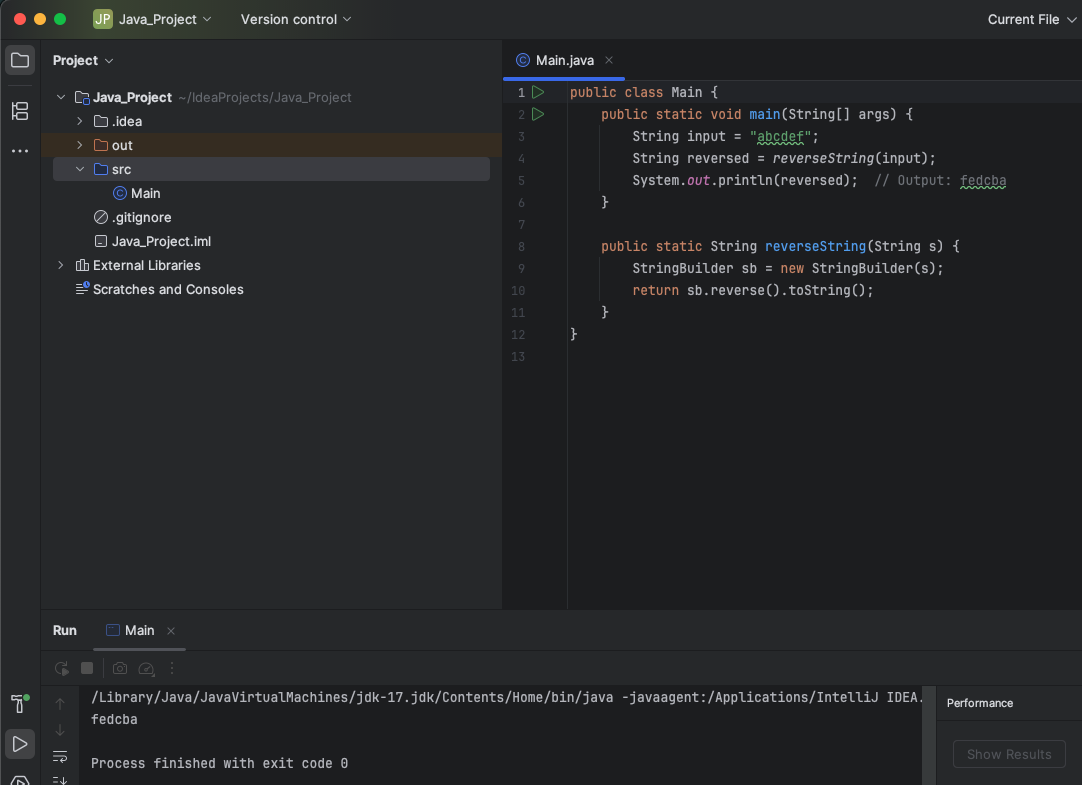 JP Java_Project Version control Current File
Project
Java_Project ~/IdeaProjects/Java_Project
.idea
out
src
Main
.gitignore
Java_Project.iml
External Libraries
Scratches and Consoles
Main.java
1 public class Main {
2 public static void main(String[] args) {
3 String input = "abcdef";
4 String reversed = reverseString(input);
5 System.out.println(reversed); // Output: fedcba
6 }
7
8 public static String reverseString(String s) {
9 StringBuilder sb = new StringBuilder(s);
10 return sb.reverse().toString();
11 }
12 }
13
Run Main
/Library/Java/JavaVirtualMachines/jdk-17.jdk/Contents/Home/bin/java -javaagent:/Applications/IntelliJ IDEA.
fedcba
Process finished with exit code 0
Performance
Show Results